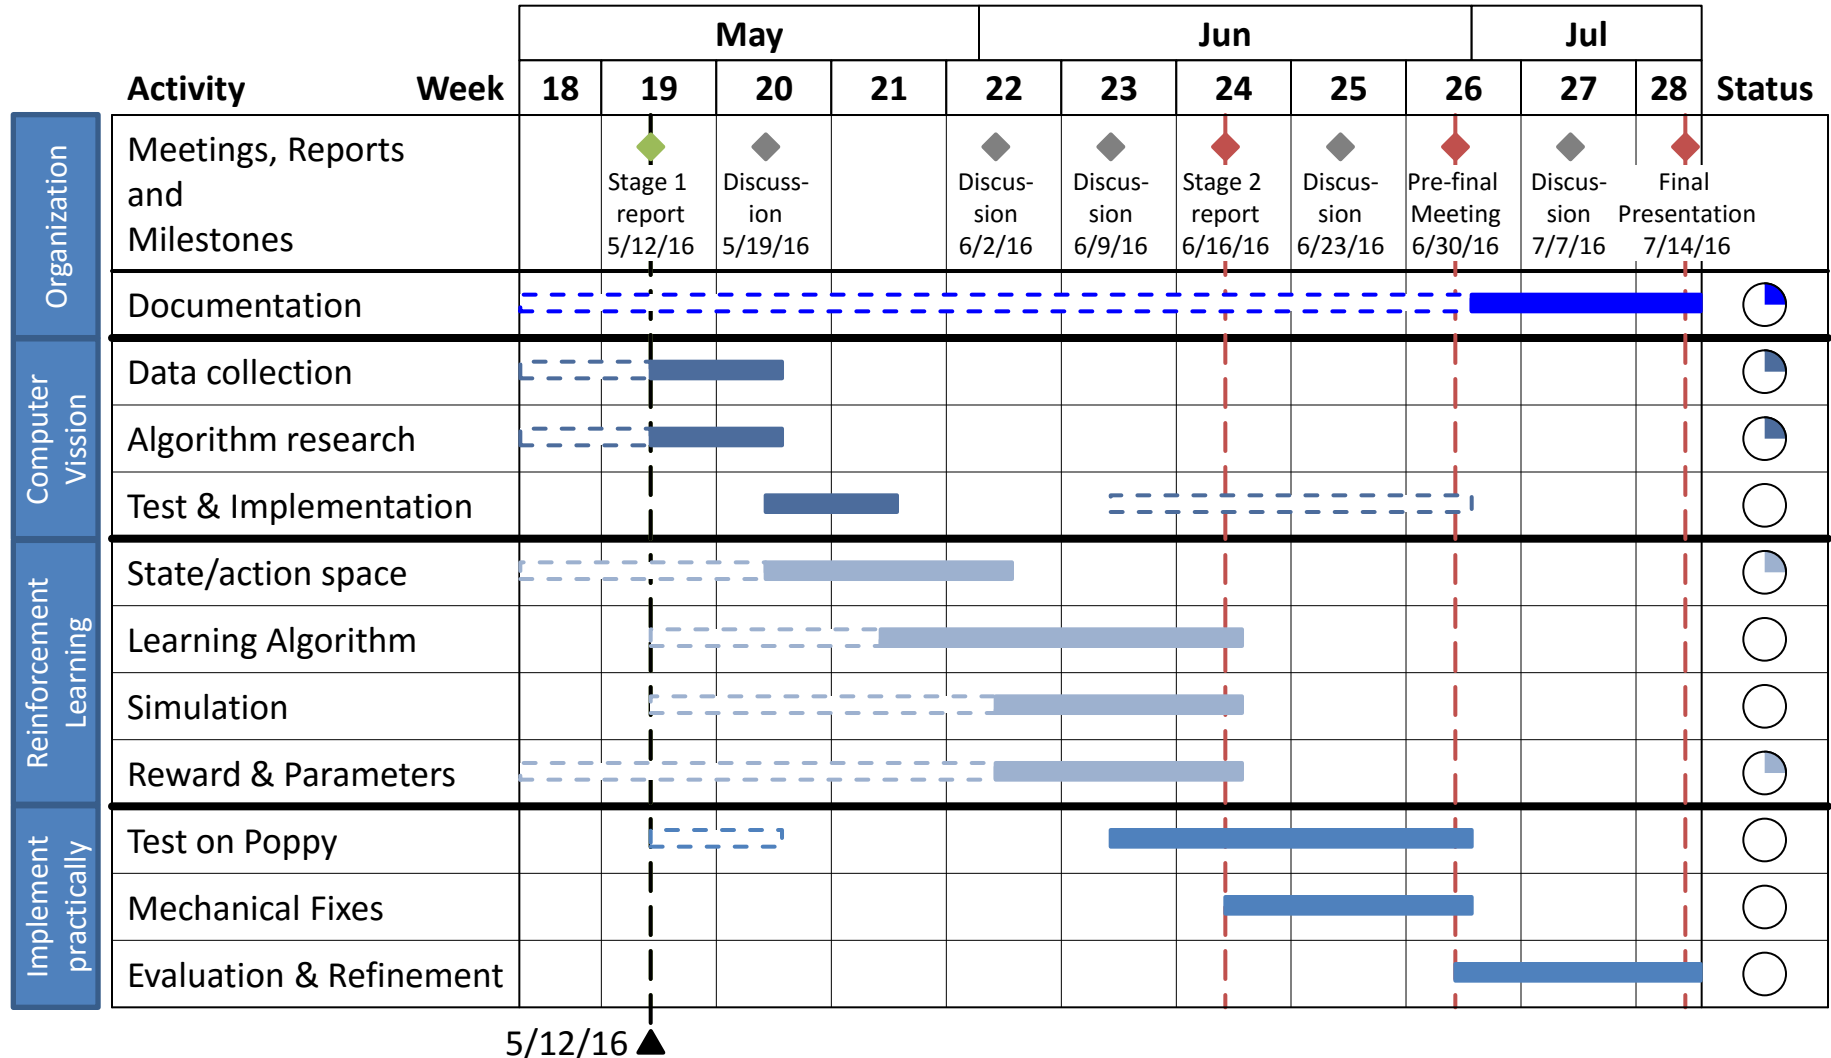 May Jun Jul
Activity Week 18 19 20 21 22 23 24 25 26 27 28 Status
Organization
Meetings, Reports
and
Milestones
Stage 1
report
5/12/16
Discuss-
ion
5/19/16
Discus-
sion
6/2/16
Discus-
sion
6/9/16
Stage 2
report
6/16/16
Discus-
sion
6/23/16
Pre-final
Meeting
6/30/16
Discus-
sion
7/7/16
Final
Presentation
7/14/16
Documentation
Computer
Vission
Data collection
Algorithm research
Test & Implementation
Reinforcement
Learning
State/action space
Learning Algorithm
Simulation
Reward & Parameters
Implement
practically
Test on Poppy
Mechanical Fixes
Evaluation & Refinement
5/12/16